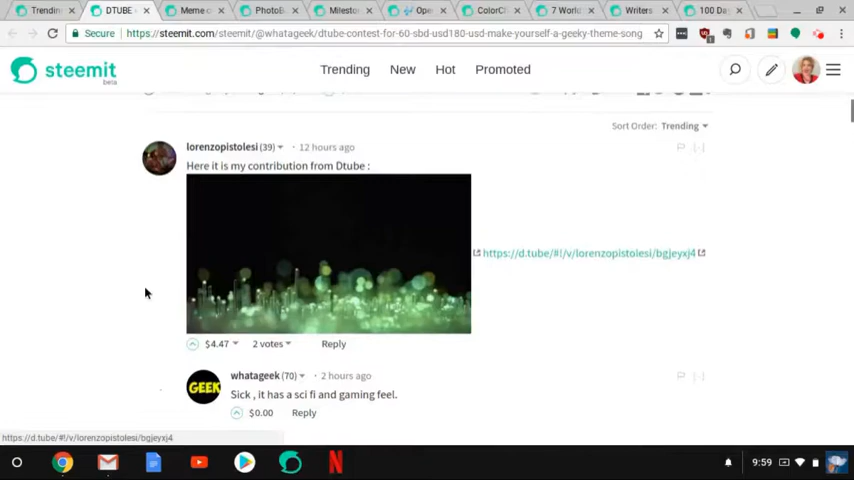 Trending
DTUBE -
Meme c
PhotoB
Milesto
Ope
ColorCh
7 World
Writers
100 Da
Secure
https://steemit.com/steemit/@whatageek/dtube-contest-for-60-sbd-usd180-usd-make-yourself-a-geeky-theme-song
steemit
beta
Trending New Hot Promoted
Sort Order: Trending
lorenzopistolesi (39) • 12 hours ago
Here it is my contribution from Dtube :
https://d.tube/#!/v/lorenzopistolesi/bgjeyxj4
$4.47 2 votes Reply
GEEK
whatageek (70) • 2 hours ago
Sick , it has a sci fi and gaming feel.
$0.00 Reply
https://d.tube/#!/v/lorenzopistolesi/bgjeyxj4
9:59